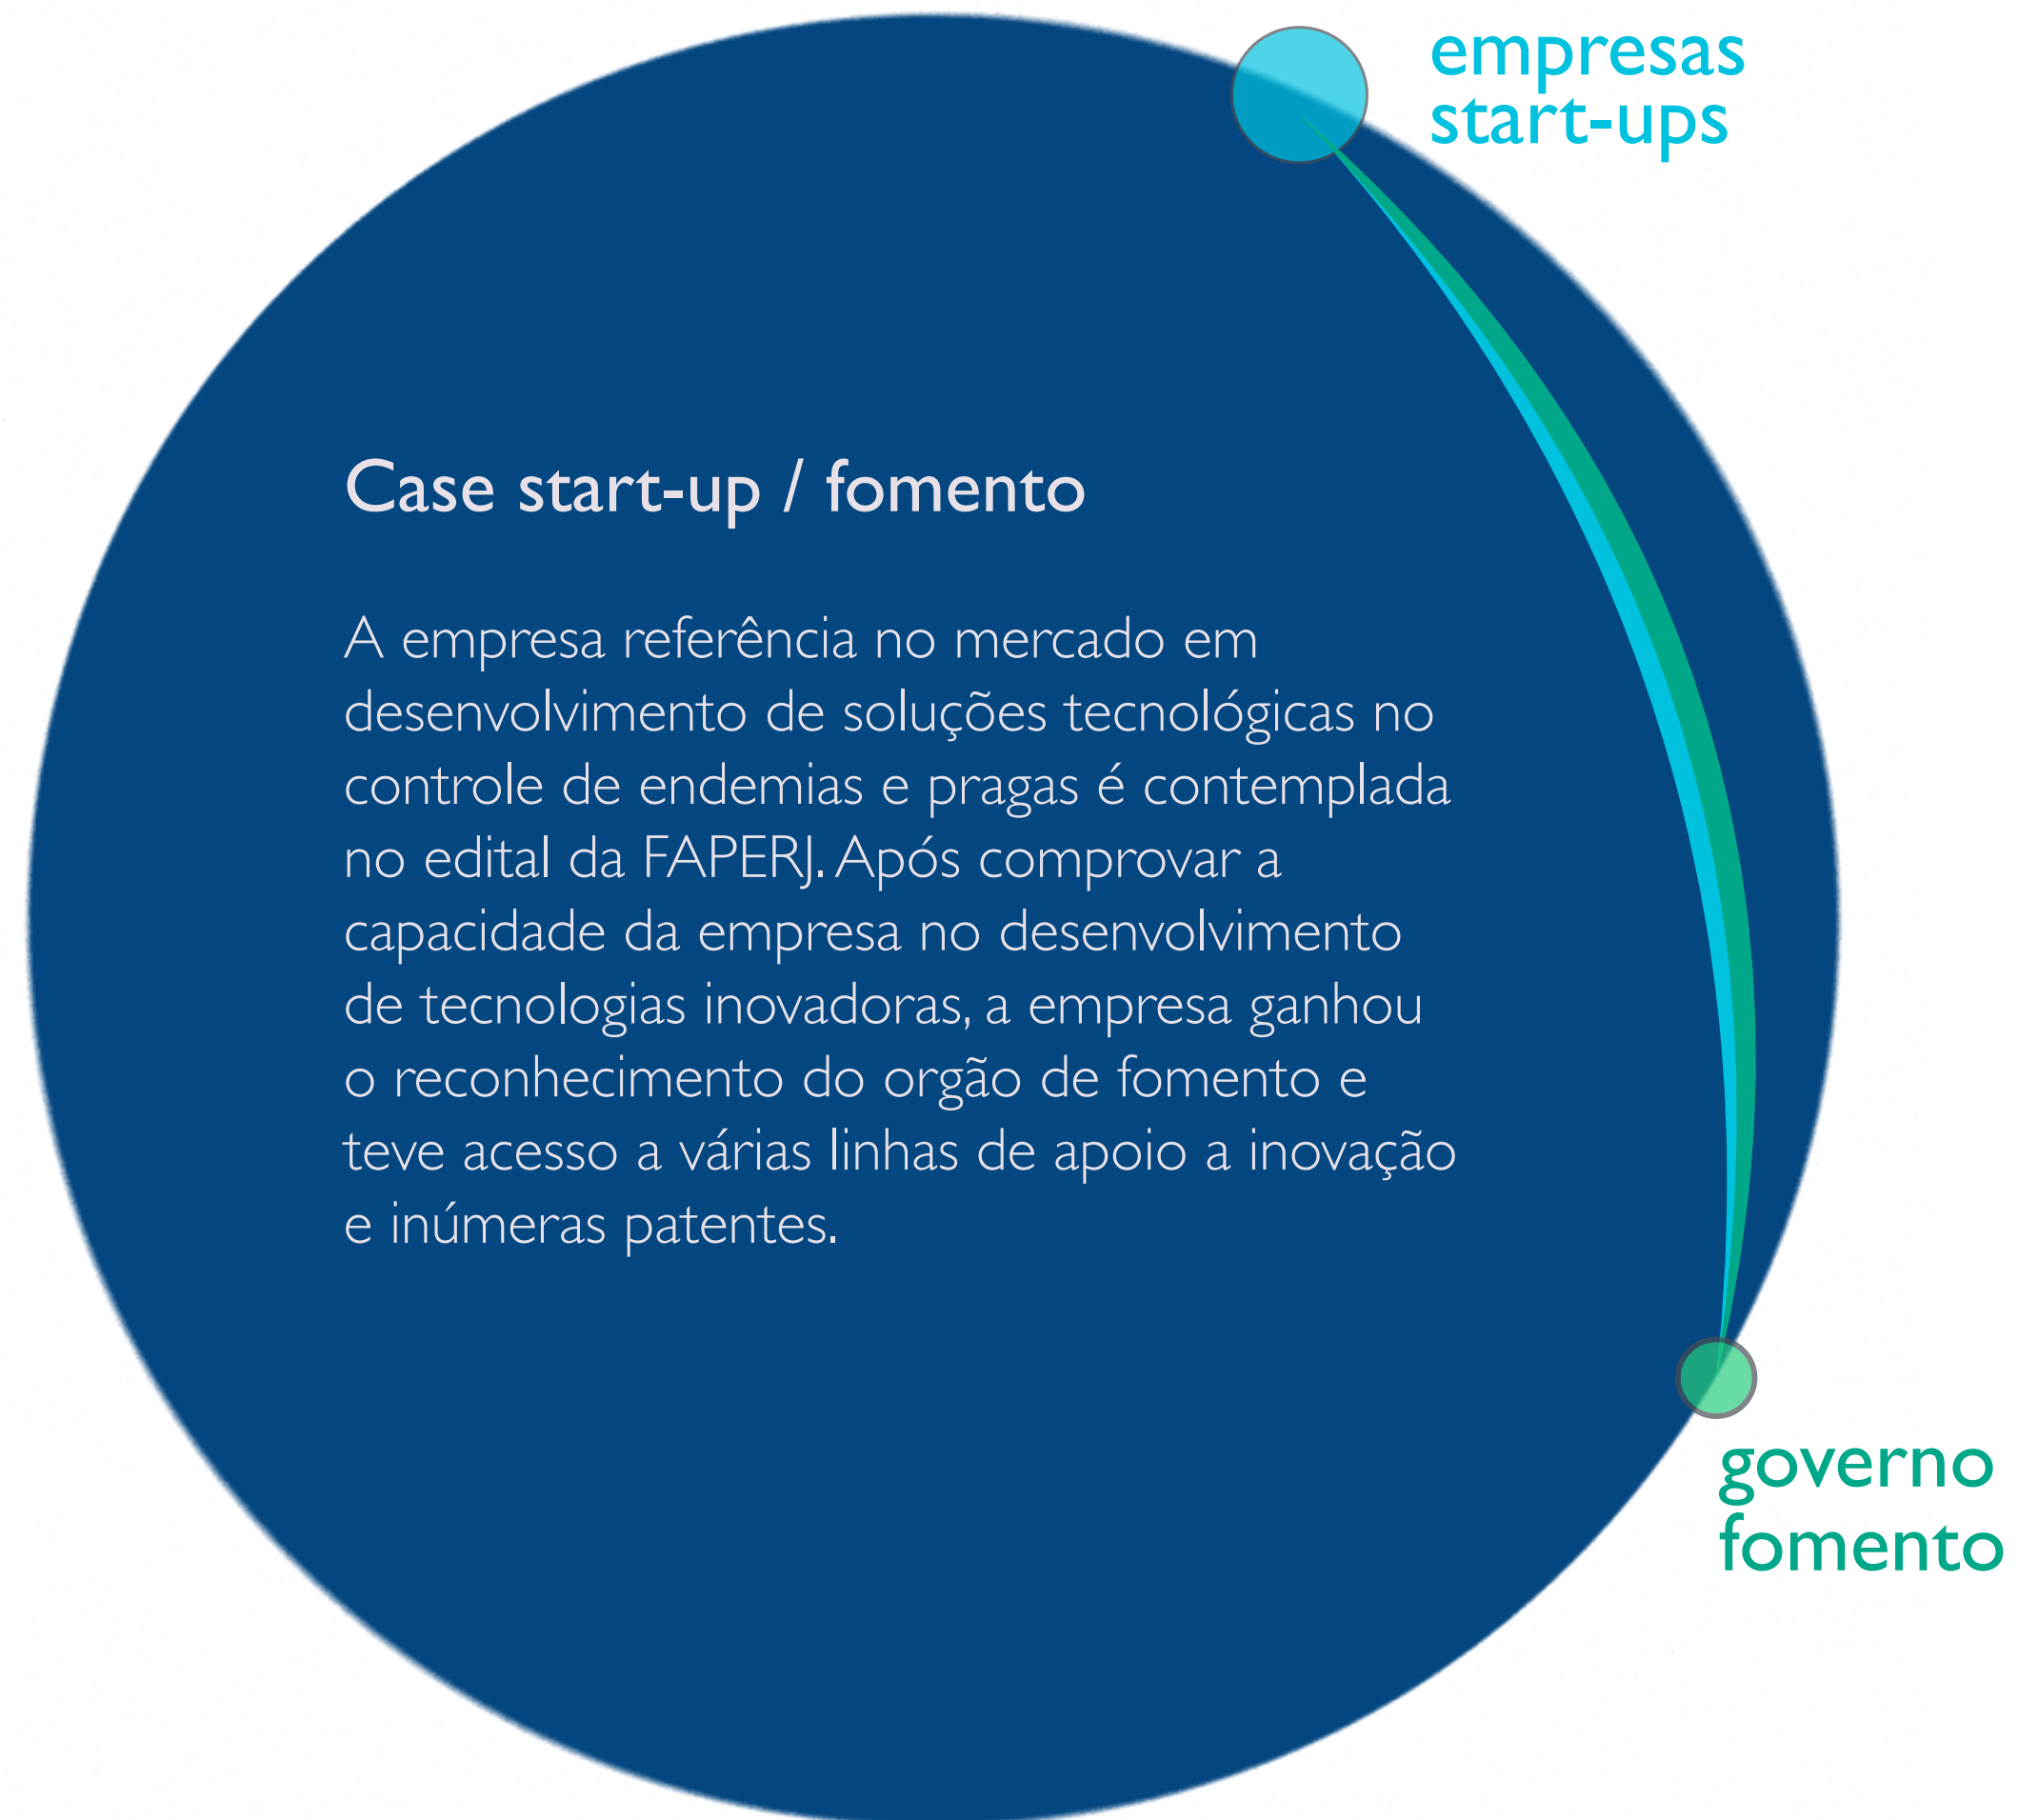 empresas
start-ups
Case start-up / fomento
A empresa referência no mercado em
desenvolvimento de soluções tecnológicas no
controle de endemias e pragas é contemplada
no edital da FAPERJ. Após comprovar a
capacidade da empresa no desenvolvimento
de tecnologias inovadoras, a empresa ganhou
o reconhecimento do orgão de fomento e
teve acesso a várias linhas de apoio a inovação
e inúmeras patentes.
governo
fomento